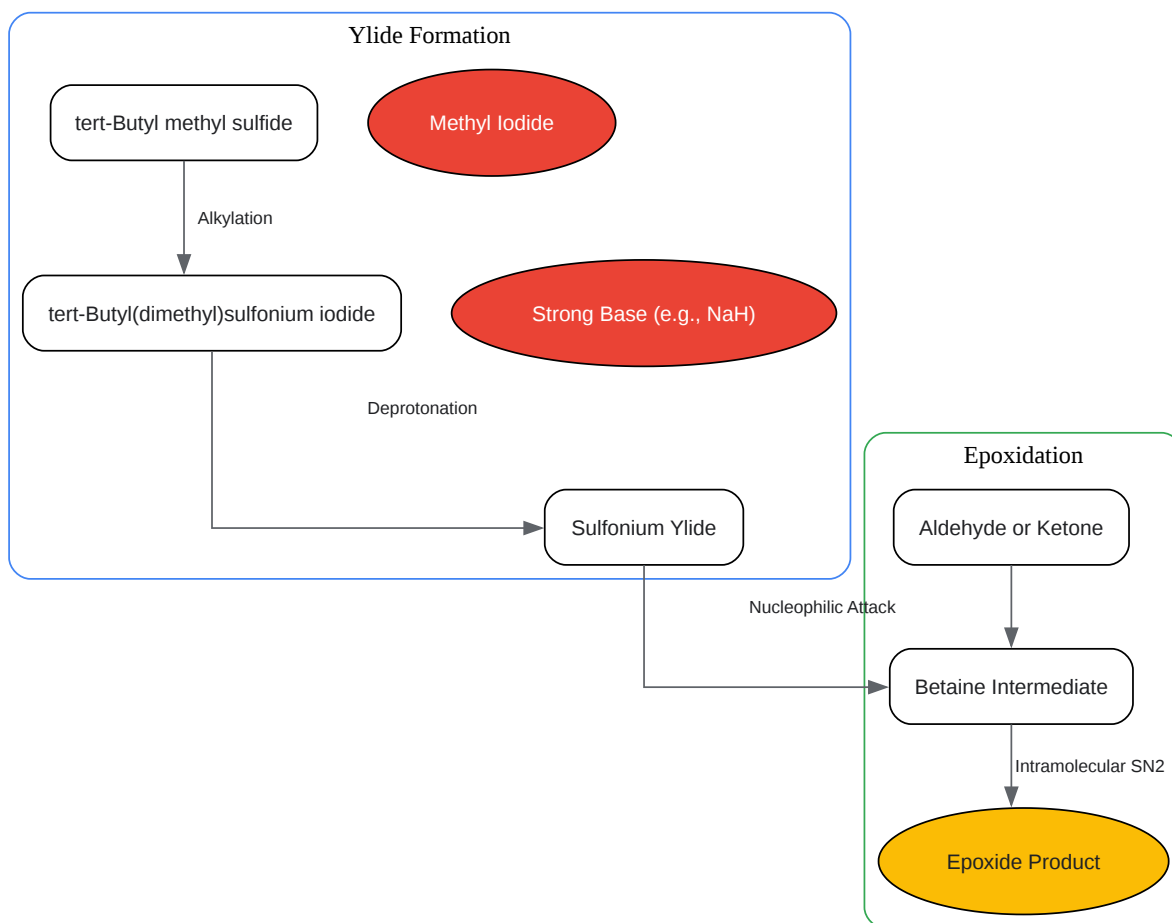 Ylide Formation
tert-Butyl methyl sulfide
Methyl Iodide
Alkylation
tert-Butyl(dimethyl)sulfonium iodide
Strong Base (e.g., NaH)
Deprotonation
Sulfonium Ylide
Epoxidation
Aldehyde or Ketone
Nucleophilic Attack
Betaine Intermediate
Intramolecular SN2
Epoxide Product